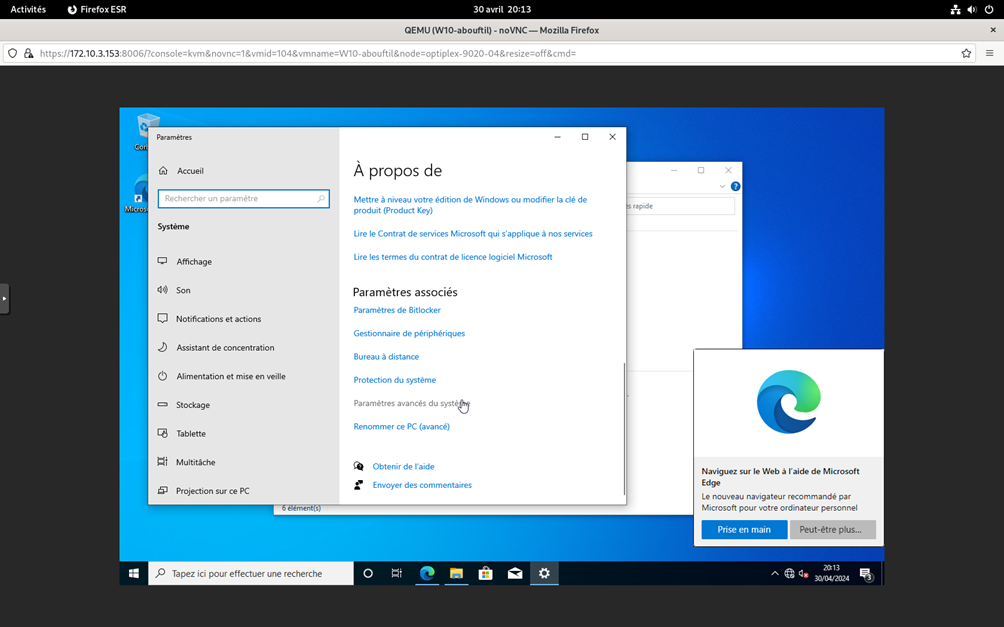 Activités
Firefox ESR
30 avril 20:13
QEMU (W10-abouftil) - noVNC — Mozilla Firefox
https://172.10.3.153:8006/?console=kvm&novnc=1&vmid=104&vmname=W10-abouftil&node=optiplex-9020-04&resize=off&cmd=
Paramètres
Accueil
Rechercher un paramètre
Système
Affichage
Son
Notifications et actions
Assistant de concentration
Alimentation et mise en veille
Stockage
Tablette
Multitâche
Projection sur ce PC
À propos de
Mettre à niveau votre édition de Windows ou modifier la clé de
produit (Product Key)
Lire le Contrat de services Microsoft qui s'applique à nos services
Lire les termes du contrat de licence logiciel Microsoft
Paramètres associés
Paramètres de Bitlocker
Gestionnaire de périphériques
Bureau à distance
Protection du système
Paramètres avancés du système
Renommer ce PC (avancé)
Obtenir de l'aide
Envoyer des commentaires
rapide
6 élément(s)
Naviguez sur le Web à l'aide de Microsoft
Edge
Le nouveau navigateur recommandé par
Microsoft pour votre ordinateur personnel
Prise en main
Peut-être plus...
Tapez ici pour effectuer une recherche
20:13
30/04/2024
3